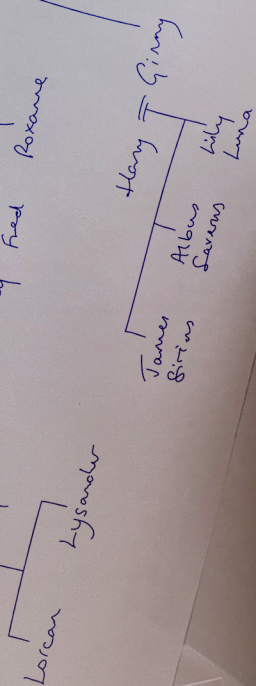 Roxanne
Fred
Harry = Ginny
James
Sirius
Albus
Severus
Lily
Luna
Lorcan
Lysander